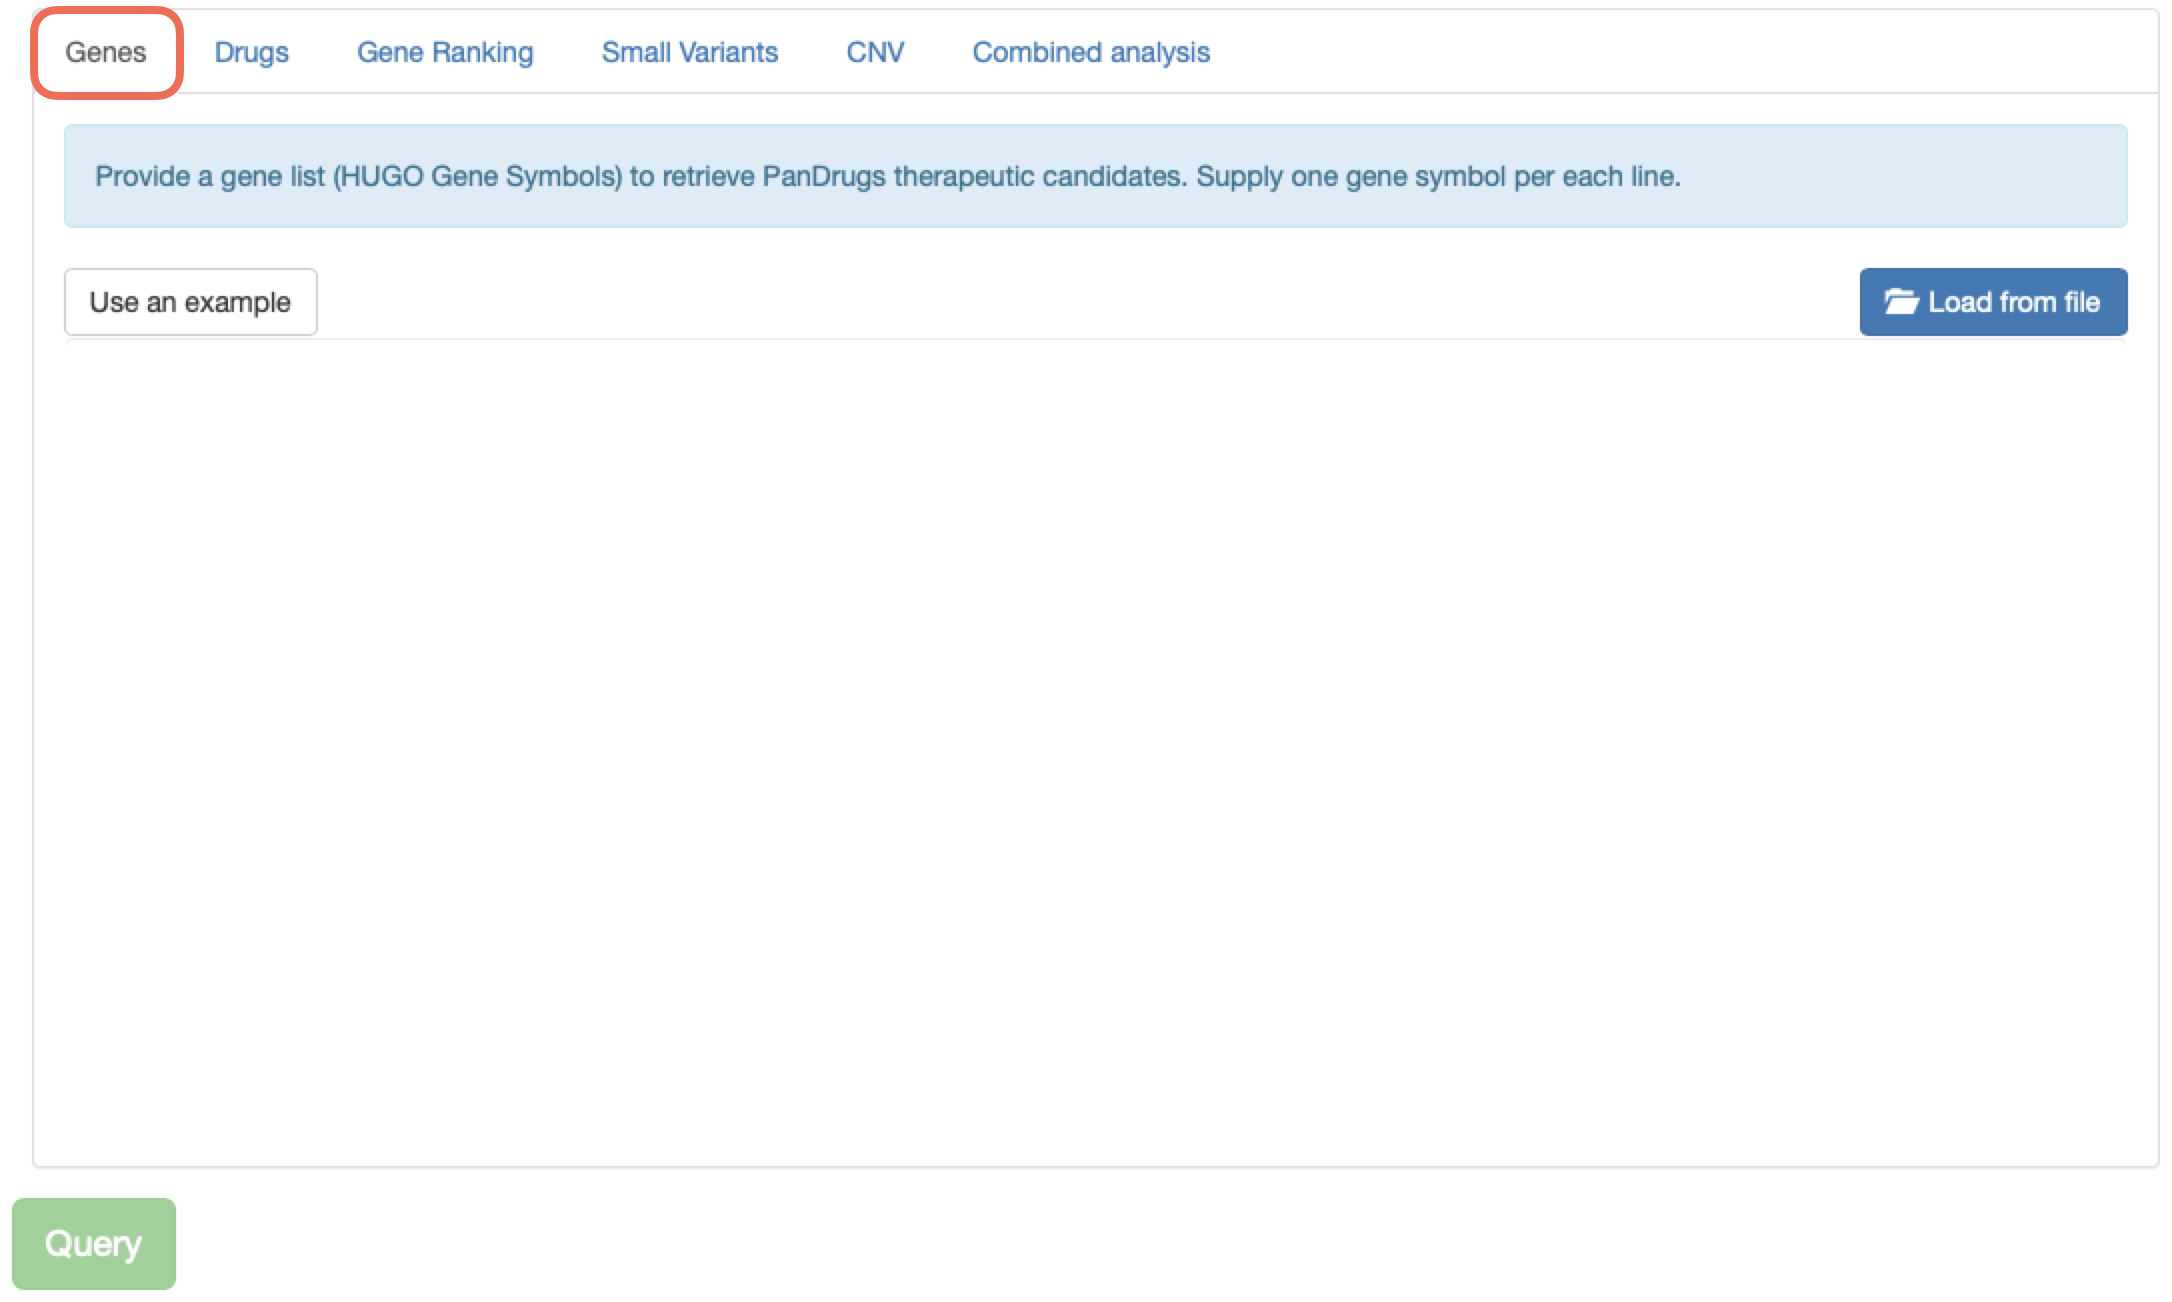 Genes Drugs Gene Ranking Small Variants CNV Combined analysis
Provide a gene list (HUGO Gene Symbols) to retrieve PanDrugs therapeutic candidates. Supply one gene symbol per each line.
Use an example Load from file
Query